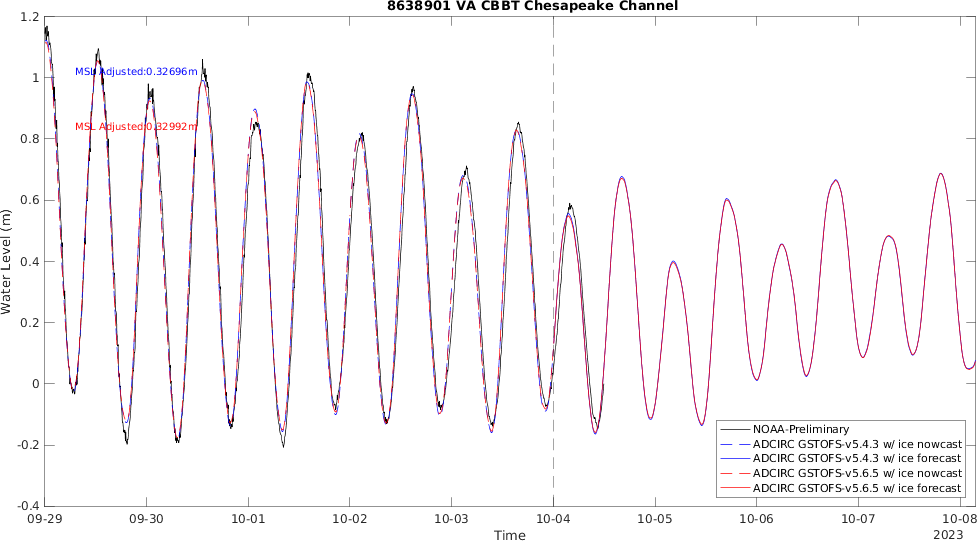 8638901 VA CBBT Chesapeake Channel
1.2
1
0.8
0.6
0.4
0.2
0
-0.2
-0.4
Water Level (m)
MSL Adjusted:0.32696m
MSL Adjusted:0.32992m
NOAA-Preliminary
ADCIRC GSTOFS-v5.4.3 w/ ice nowcast
ADCIRC GSTOFS-v5.4.3 w/ ice forecast
ADCIRC GSTOFS-v5.6.5 w/ ice nowcast
ADCIRC GSTOFS-v5.6.5 w/ ice forecast
09-29 09-30 10-01 10-02 10-03 10-04 10-05 10-06 10-07 10-08
Time
2023